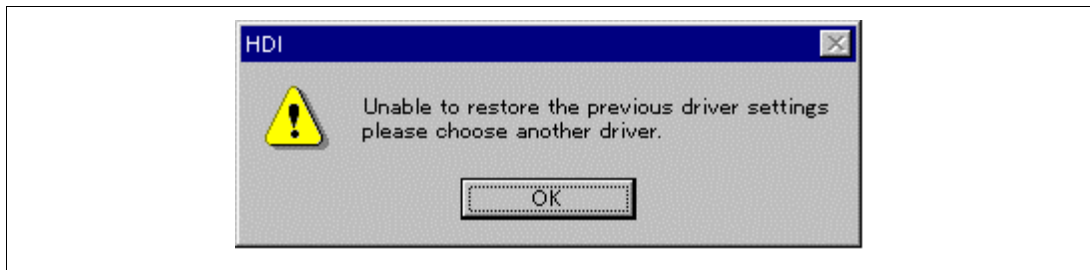 HDI
Unable to restore the previous driver settings
please choose another driver.
OK